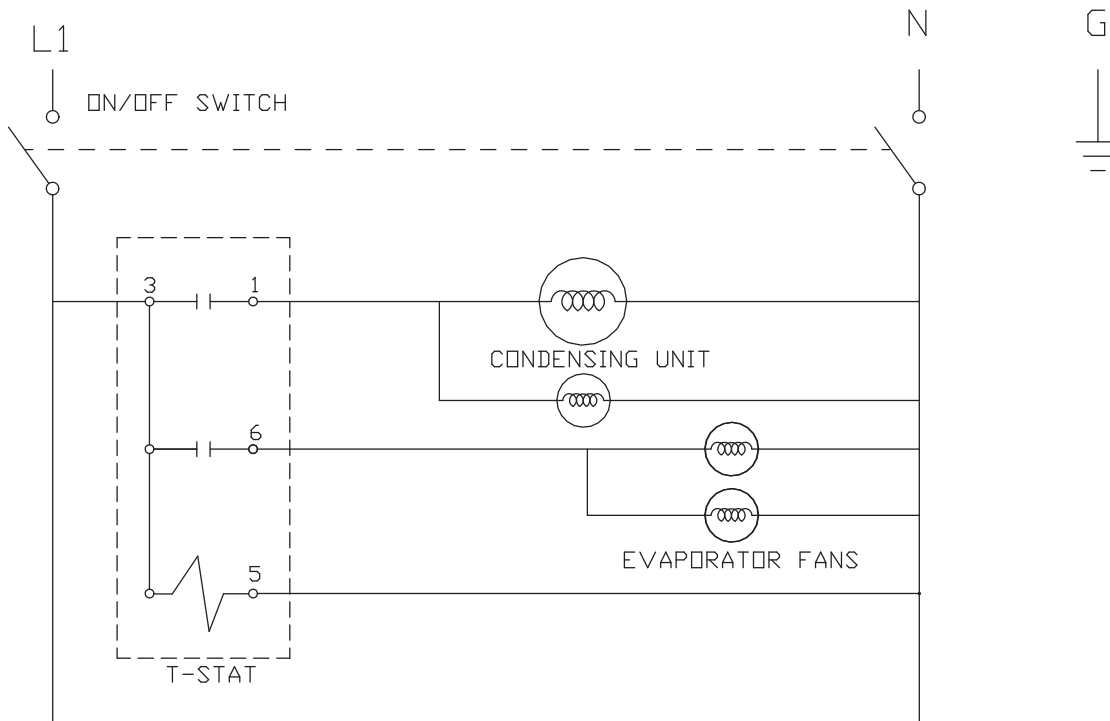 L1
N
G
ON/OFF SWITCH
3
1
CONDENSING UNIT
6
EVAPORATOR FANS
5
T-STAT